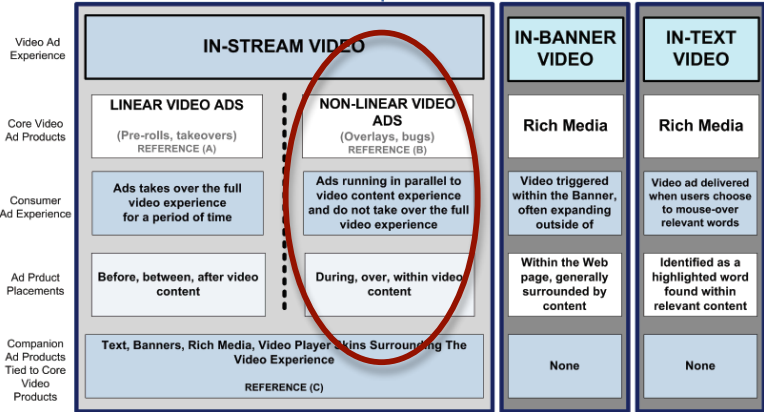 Video Ad
Experience
IN-STREAM VIDEO
IN-BANNER
VIDEO
IN-TEXT
VIDEO
Core Video
Ad Products
LINEAR VIDEO ADS
(Pre-rolls, takeovers)
REFERENCE (A)
NON-LINEAR VIDEO
ADS
(Overlays, bugs)
REFERENCE (B)
Rich Media
Rich Media
Consumer
Ad Experience
Ads takes over the full
video experience
for a period of time
Ads running in parallel to
video content experience
and do not take over the full
video experience
Video triggered
within the Banner,
often expanding
outside of
Video ad delivered
when users choose
to mouse-over
relevant words
Ad Prduct
Placements
Before, between, after video
content
During, over, within video
content
Within the Web
page, generally
surrounded by
content
Identified as a
highlighted word
found within
relevant content
Companion
Ad Products
Tied to Core
Video
Products
Text, Banners, Rich Media, Video Player Skins Surrounding The
Video Experience
REFERENCE (C)
None
None